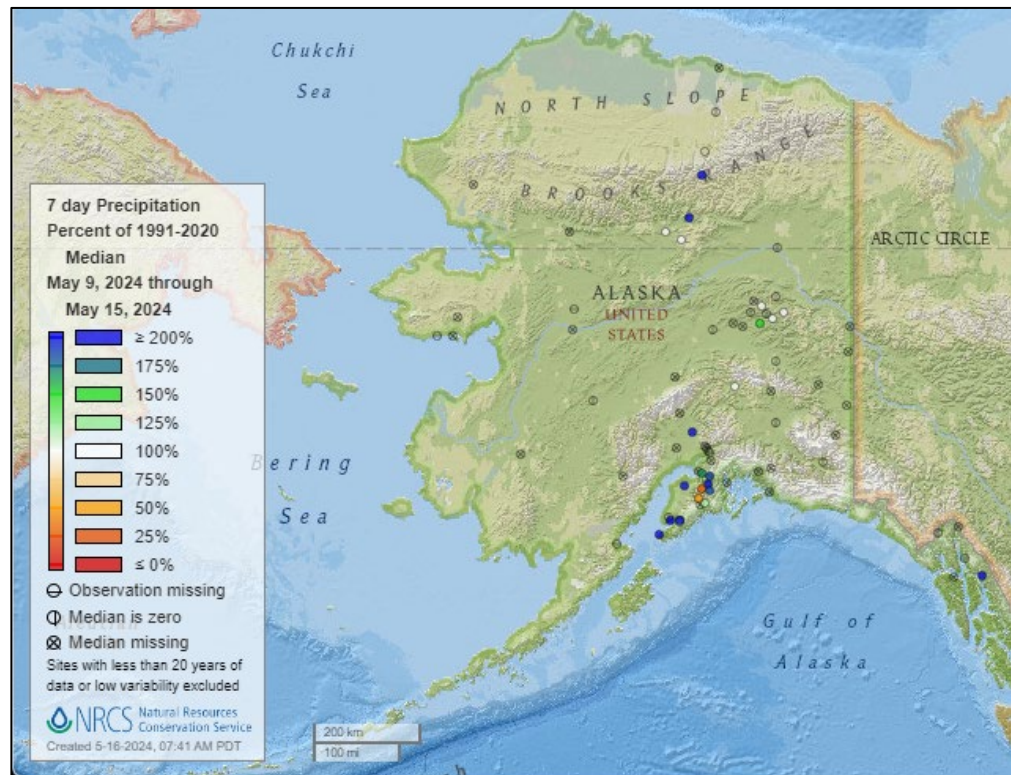 Chukchi
Sea
NORTH SLOPE
BROOKS RANGE
ARCTIC CIRCLE
ALASKA
UNITED
STATES
7 day Precipitation
Percent of 1991-2020
Median
May 9, 2024 through
May 15, 2024
≥ 200%
175%
150%
125%
100%
75%
50%
25%
≤ 0%
Observation missing
Median is zero
Median missing
Sites with less than 20 years of
data or low variability excluded
NRCS Natural Resources
Conservation Service
Created 5-16-2024, 07:41 AM PDT
Bering
Sea
Gulf of
Alaska
200 km
100 mi